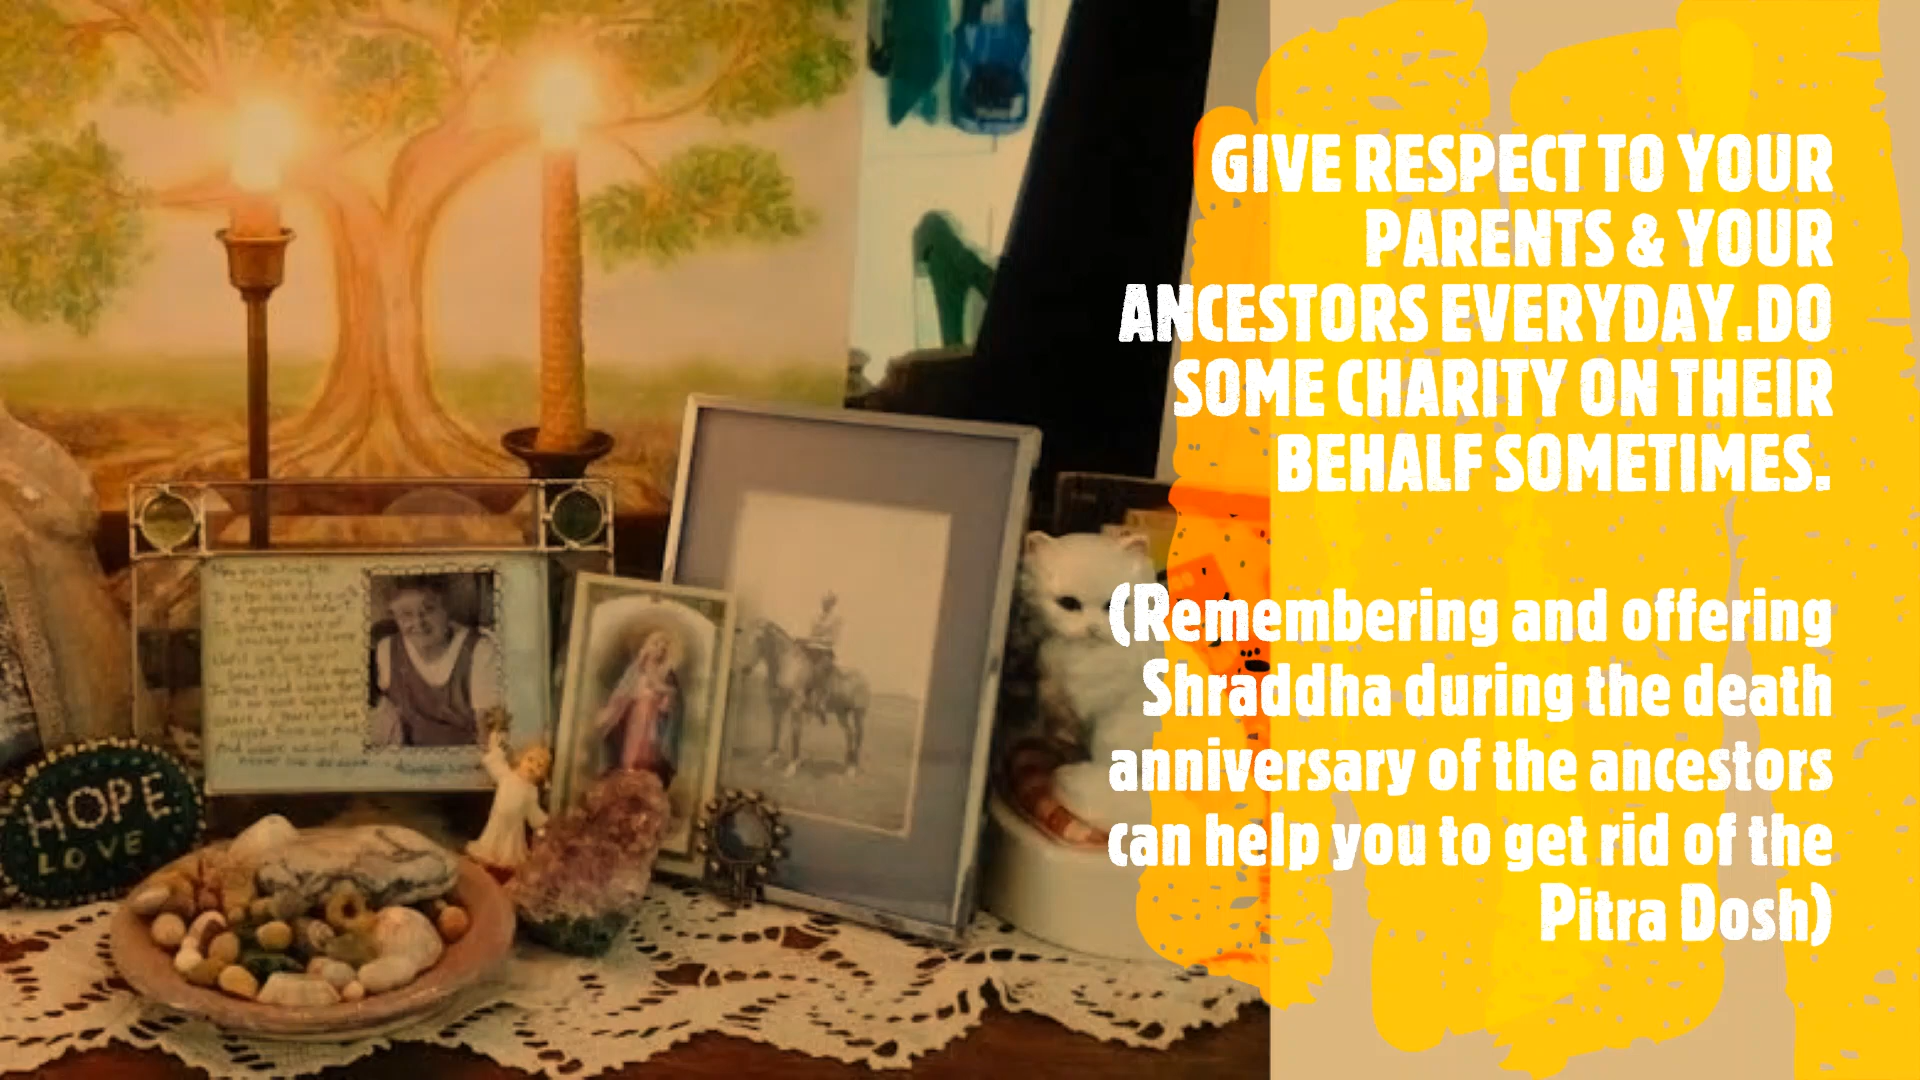 GIVE RESPECT TO YOUR
PARENTS & YOUR
ANCESTORS EVERYDAY.DO
SOME CHARITY ON THEIR
BEHALF SOMETIMES.
(Remembering and offering
Shraddha during the death
anniversary of the ancestors
can help you to get rid of the
Pitra Dosh)
HOPE
LOVE